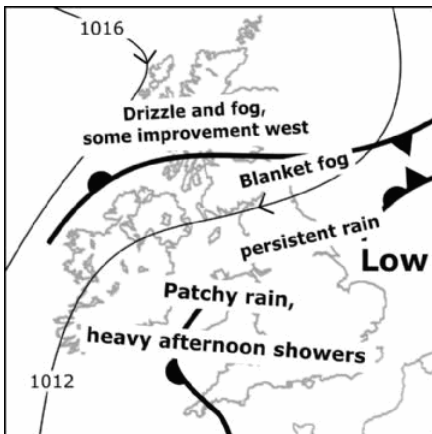 1016
Drizzle and fog,
some improvement west
Blanket fog
persistent rain
Low
Patchy rain,
heavy afternoon showers
1012